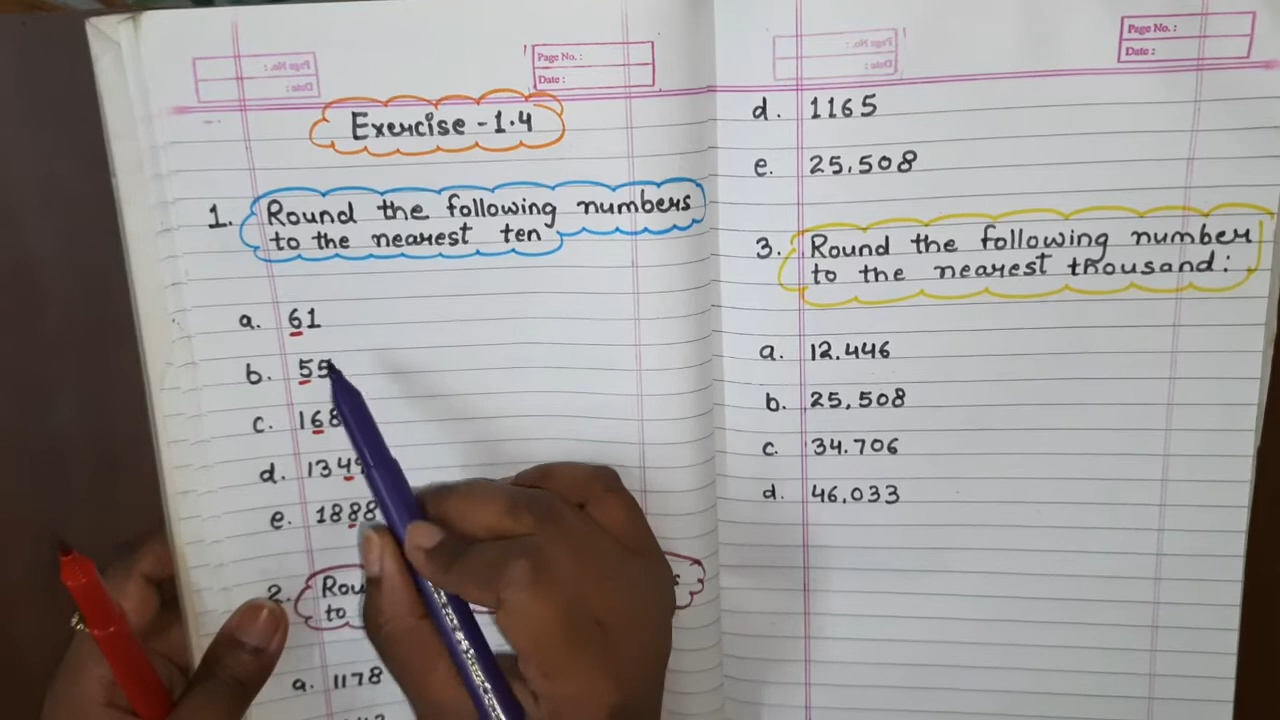 Page No. :
Date :
Exercise - 1.4
1. Round the following numbers
to the nearest ten
a. 61
b. 55
c. 168
d. 1349
e. 1888
2.
to
a. 1178
Page No. :
Date :
d. 1165
e. 25,508
3. Round the following number
to the nearest thousand:
a. 12.446
b. 25,508
c. 34.706
d. 46,033